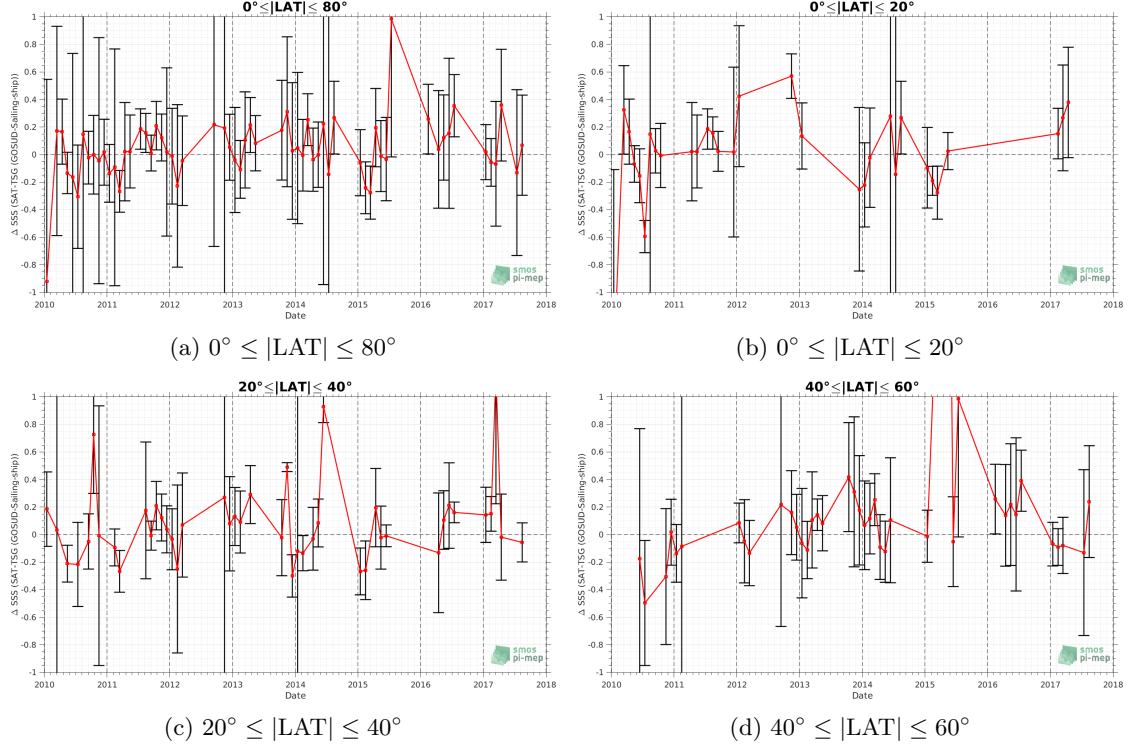 0°≤|LAT|≤ 80°
Δ SSS (SAT-TSG (GOSUD-Sailing-ship))
1
0.8
0.6
0.4
0.2
0
-0.2
-0.4
-0.6
-0.8
-1
2010 2011 2012 2013 2014 2015 2016 2017 2018
Date
smos
pi-mep
(a) 0° ≤ |LAT| ≤ 80°
0°≤|LAT|≤ 20°
Δ SSS (SAT-TSG (GOSUD-Sailing-ship))
1
0.8
0.6
0.4
0.2
0
-0.2
-0.4
-0.6
-0.8
-1
2010 2011 2012 2013 2014 2015 2016 2017 2018
Date
smos
pi-mep
(b) 0° ≤ |LAT| ≤ 20°
20°≤|LAT|≤ 40°
Δ SSS (SAT-TSG (GOSUD-Sailing-ship))
1
0.8
0.6
0.4
0.2
0
-0.2
-0.4
-0.6
-0.8
-1
2010 2011 2012 2013 2014 2015 2016 2017 2018
Date
smos
pi-mep
(c) 20° ≤ |LAT| ≤ 40°
40°≤|LAT|≤ 60°
Δ SSS (SAT-TSG (GOSUD-Sailing-ship))
1
0.8
0.6
0.4
0.2
0
-0.2
-0.4
-0.6
-0.8
-1
2010 2011 2012 2013 2014 2015 2016 2017 2018
Date
smos
pi-mep
(d) 40° ≤ |LAT| ≤ 60°